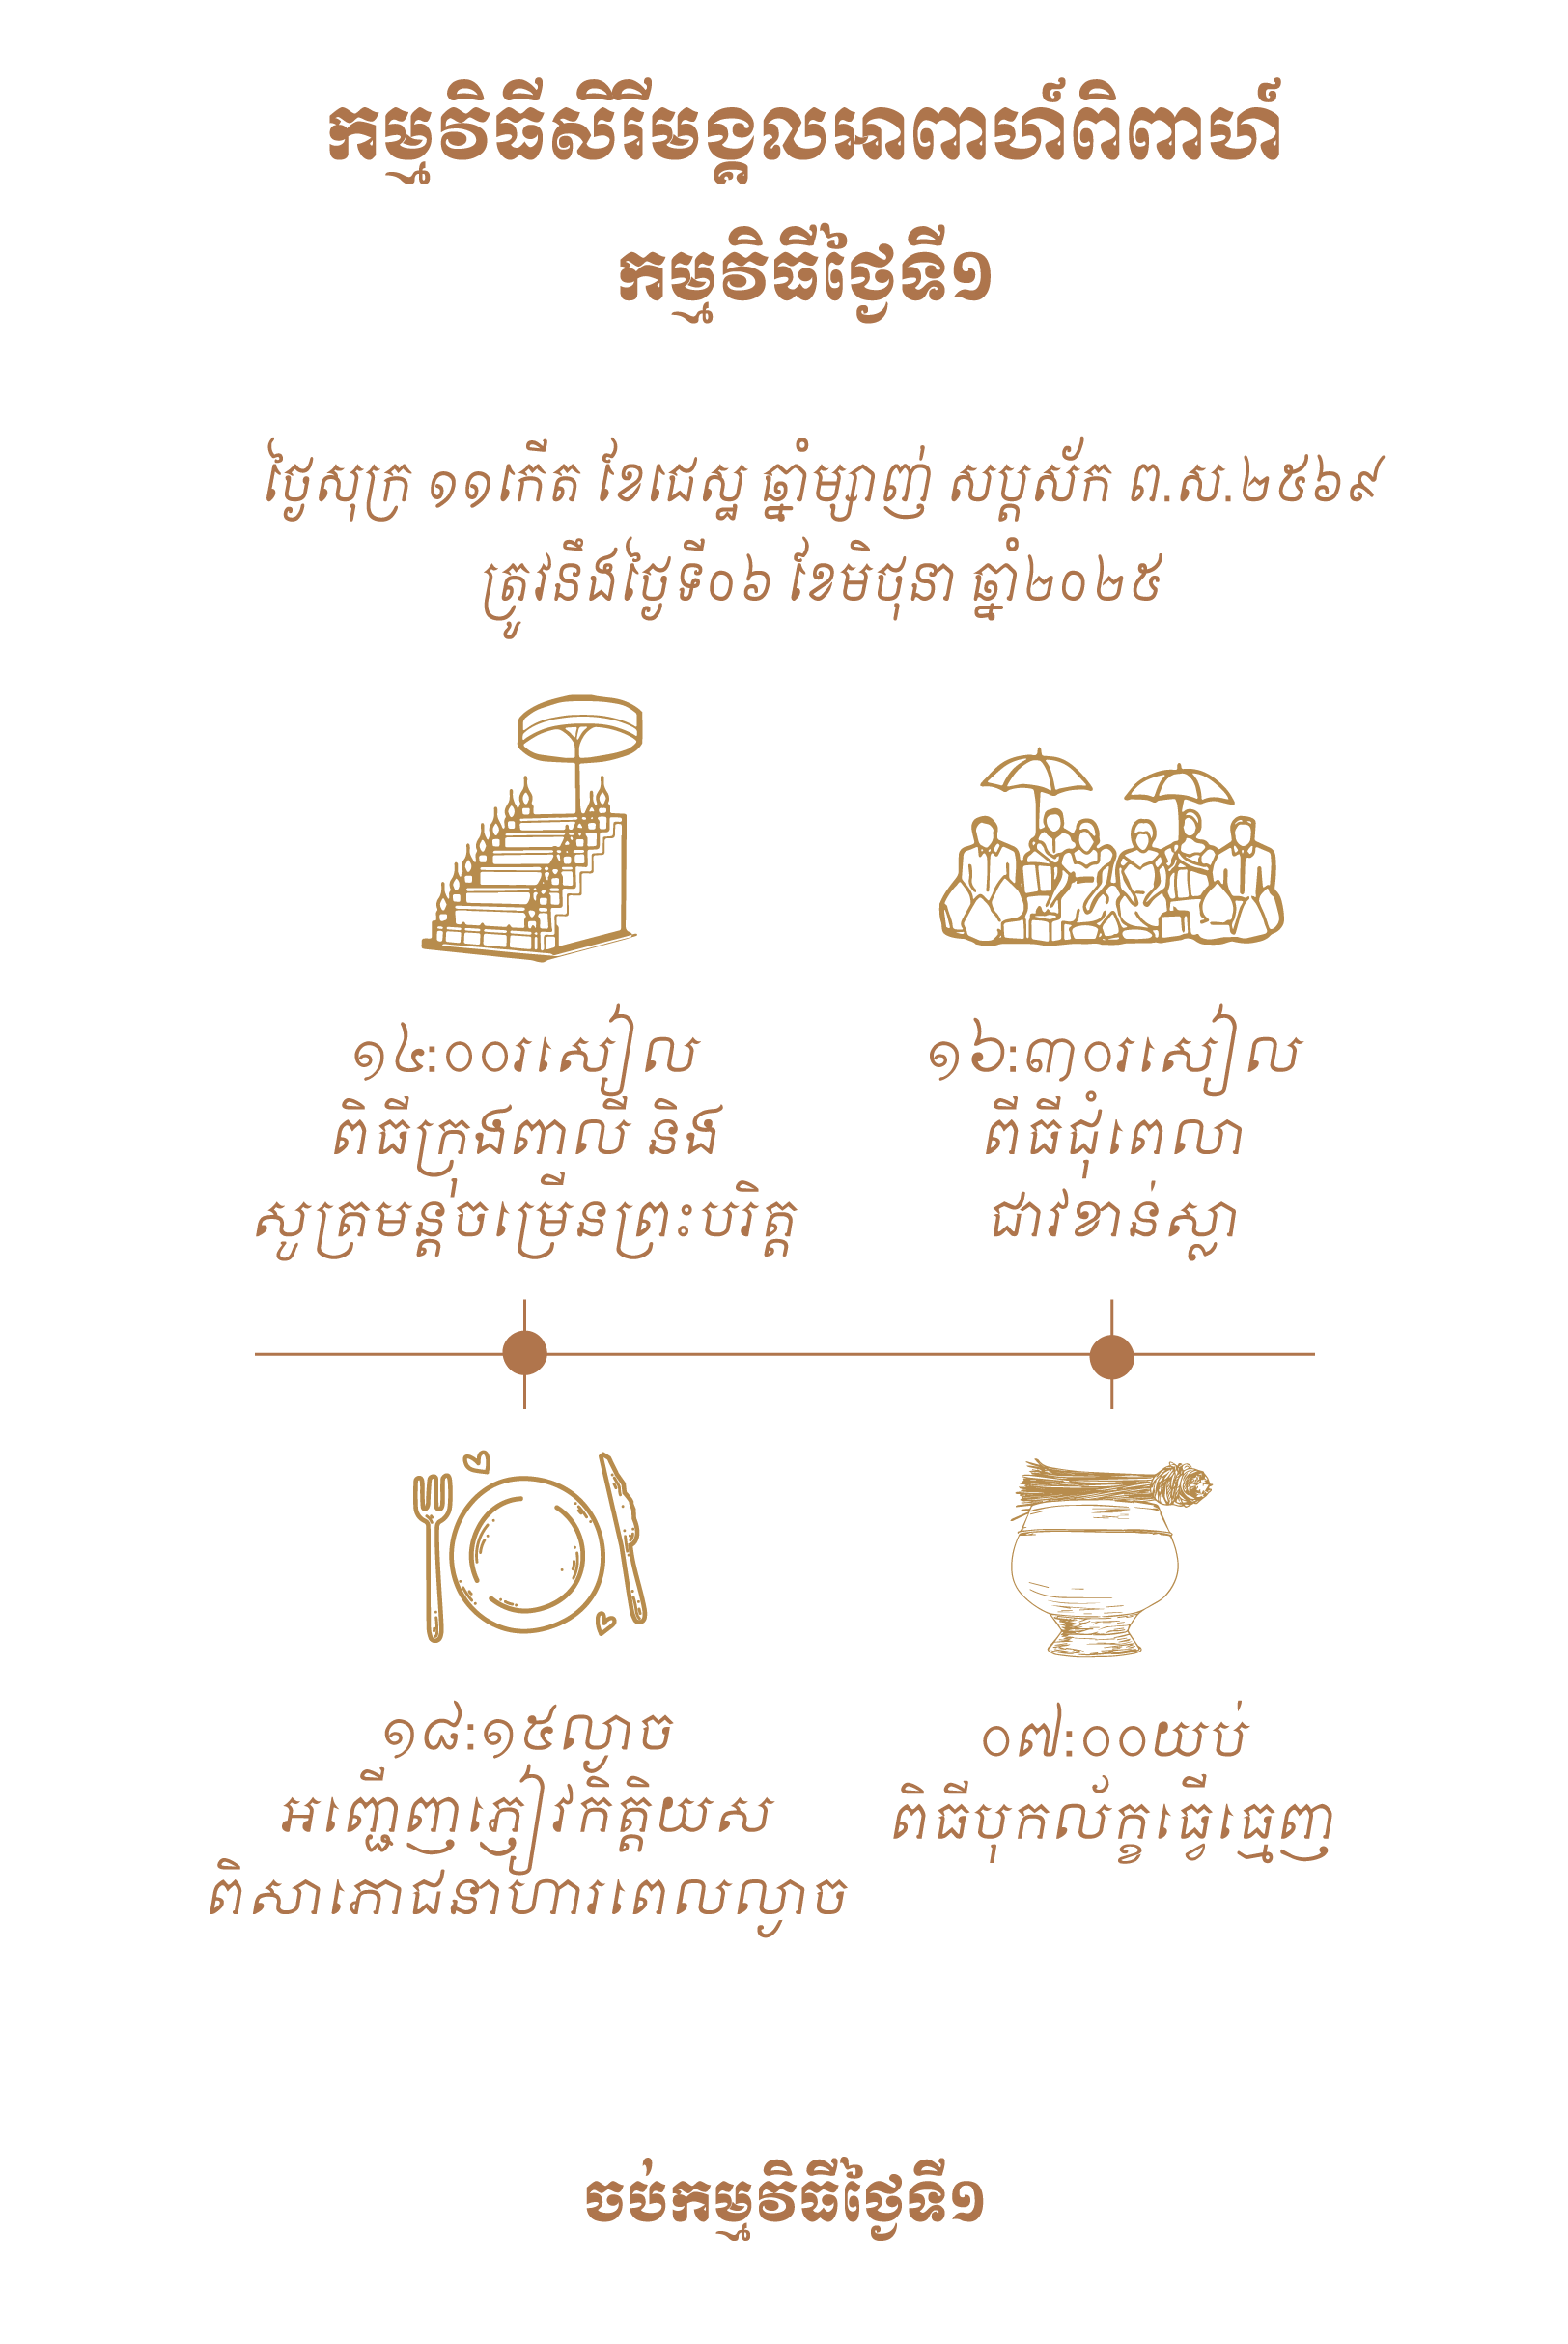 កម្មវិធីសិរីមង្គលអាពាហ៍ពិពាហ៍
កម្មវិធីថ្ងៃទី១
ថ្ងៃសុក្រ ១១កើត ខែជេស្ឋ ឆ្នាំម្សាញ់ សប្តស័ក ព.ស.២៥៦៩
ត្រូវនឹងថ្ងៃទី០៦ ខែមិថុនា ឆ្នាំ២០២៥
១៤:០០រសៀល
ពិធីក្រុងពាលី និង
សូត្រមន្តចម្រើនព្រះបរិត្ត
១៦:៣០រសៀល
ពីធីជុំពេលា
ជាវខាន់ស្លា
១៨:១៥ល្ងាច
អញ្ជើញភ្ញៀវកិត្តិយស
ពិសាភោជនាហារពេលល្ងាច
០៧:០០យប់
ពិធីបុកល័ក្ខធ្វើធ្មេញ
ចប់កម្មវិធីថ្ងៃទី១